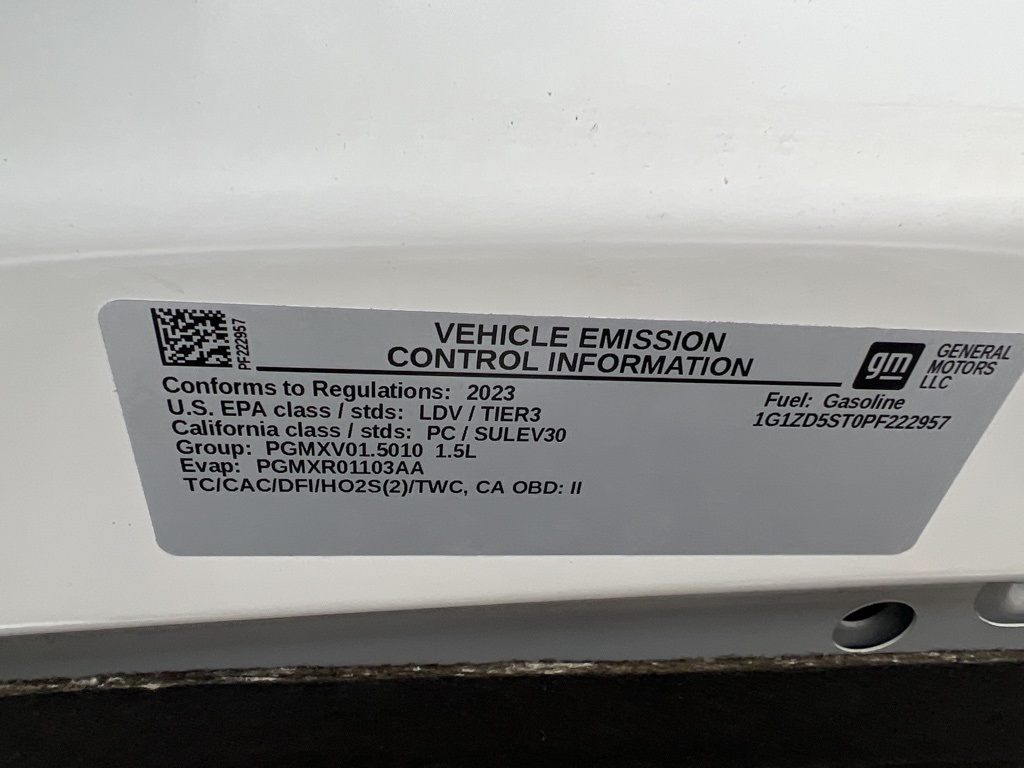 PF222957
VEHICLE EMISSION
CONTROL INFORMATION
gm
GENERAL
MOTORS
LLC
Conforms to Regulations: 2023
U.S. EPA class / stds: LDV / TIER3
California class / stds: PC / SULEV30
Group: PGMXV01.5010 1.5L
Evap: PGMXR01103AA
TC/CAC/DFI/HO2S(2)/TWC, CA OBD: II
Fuel: Gasoline
1G1ZD5ST0PF222957